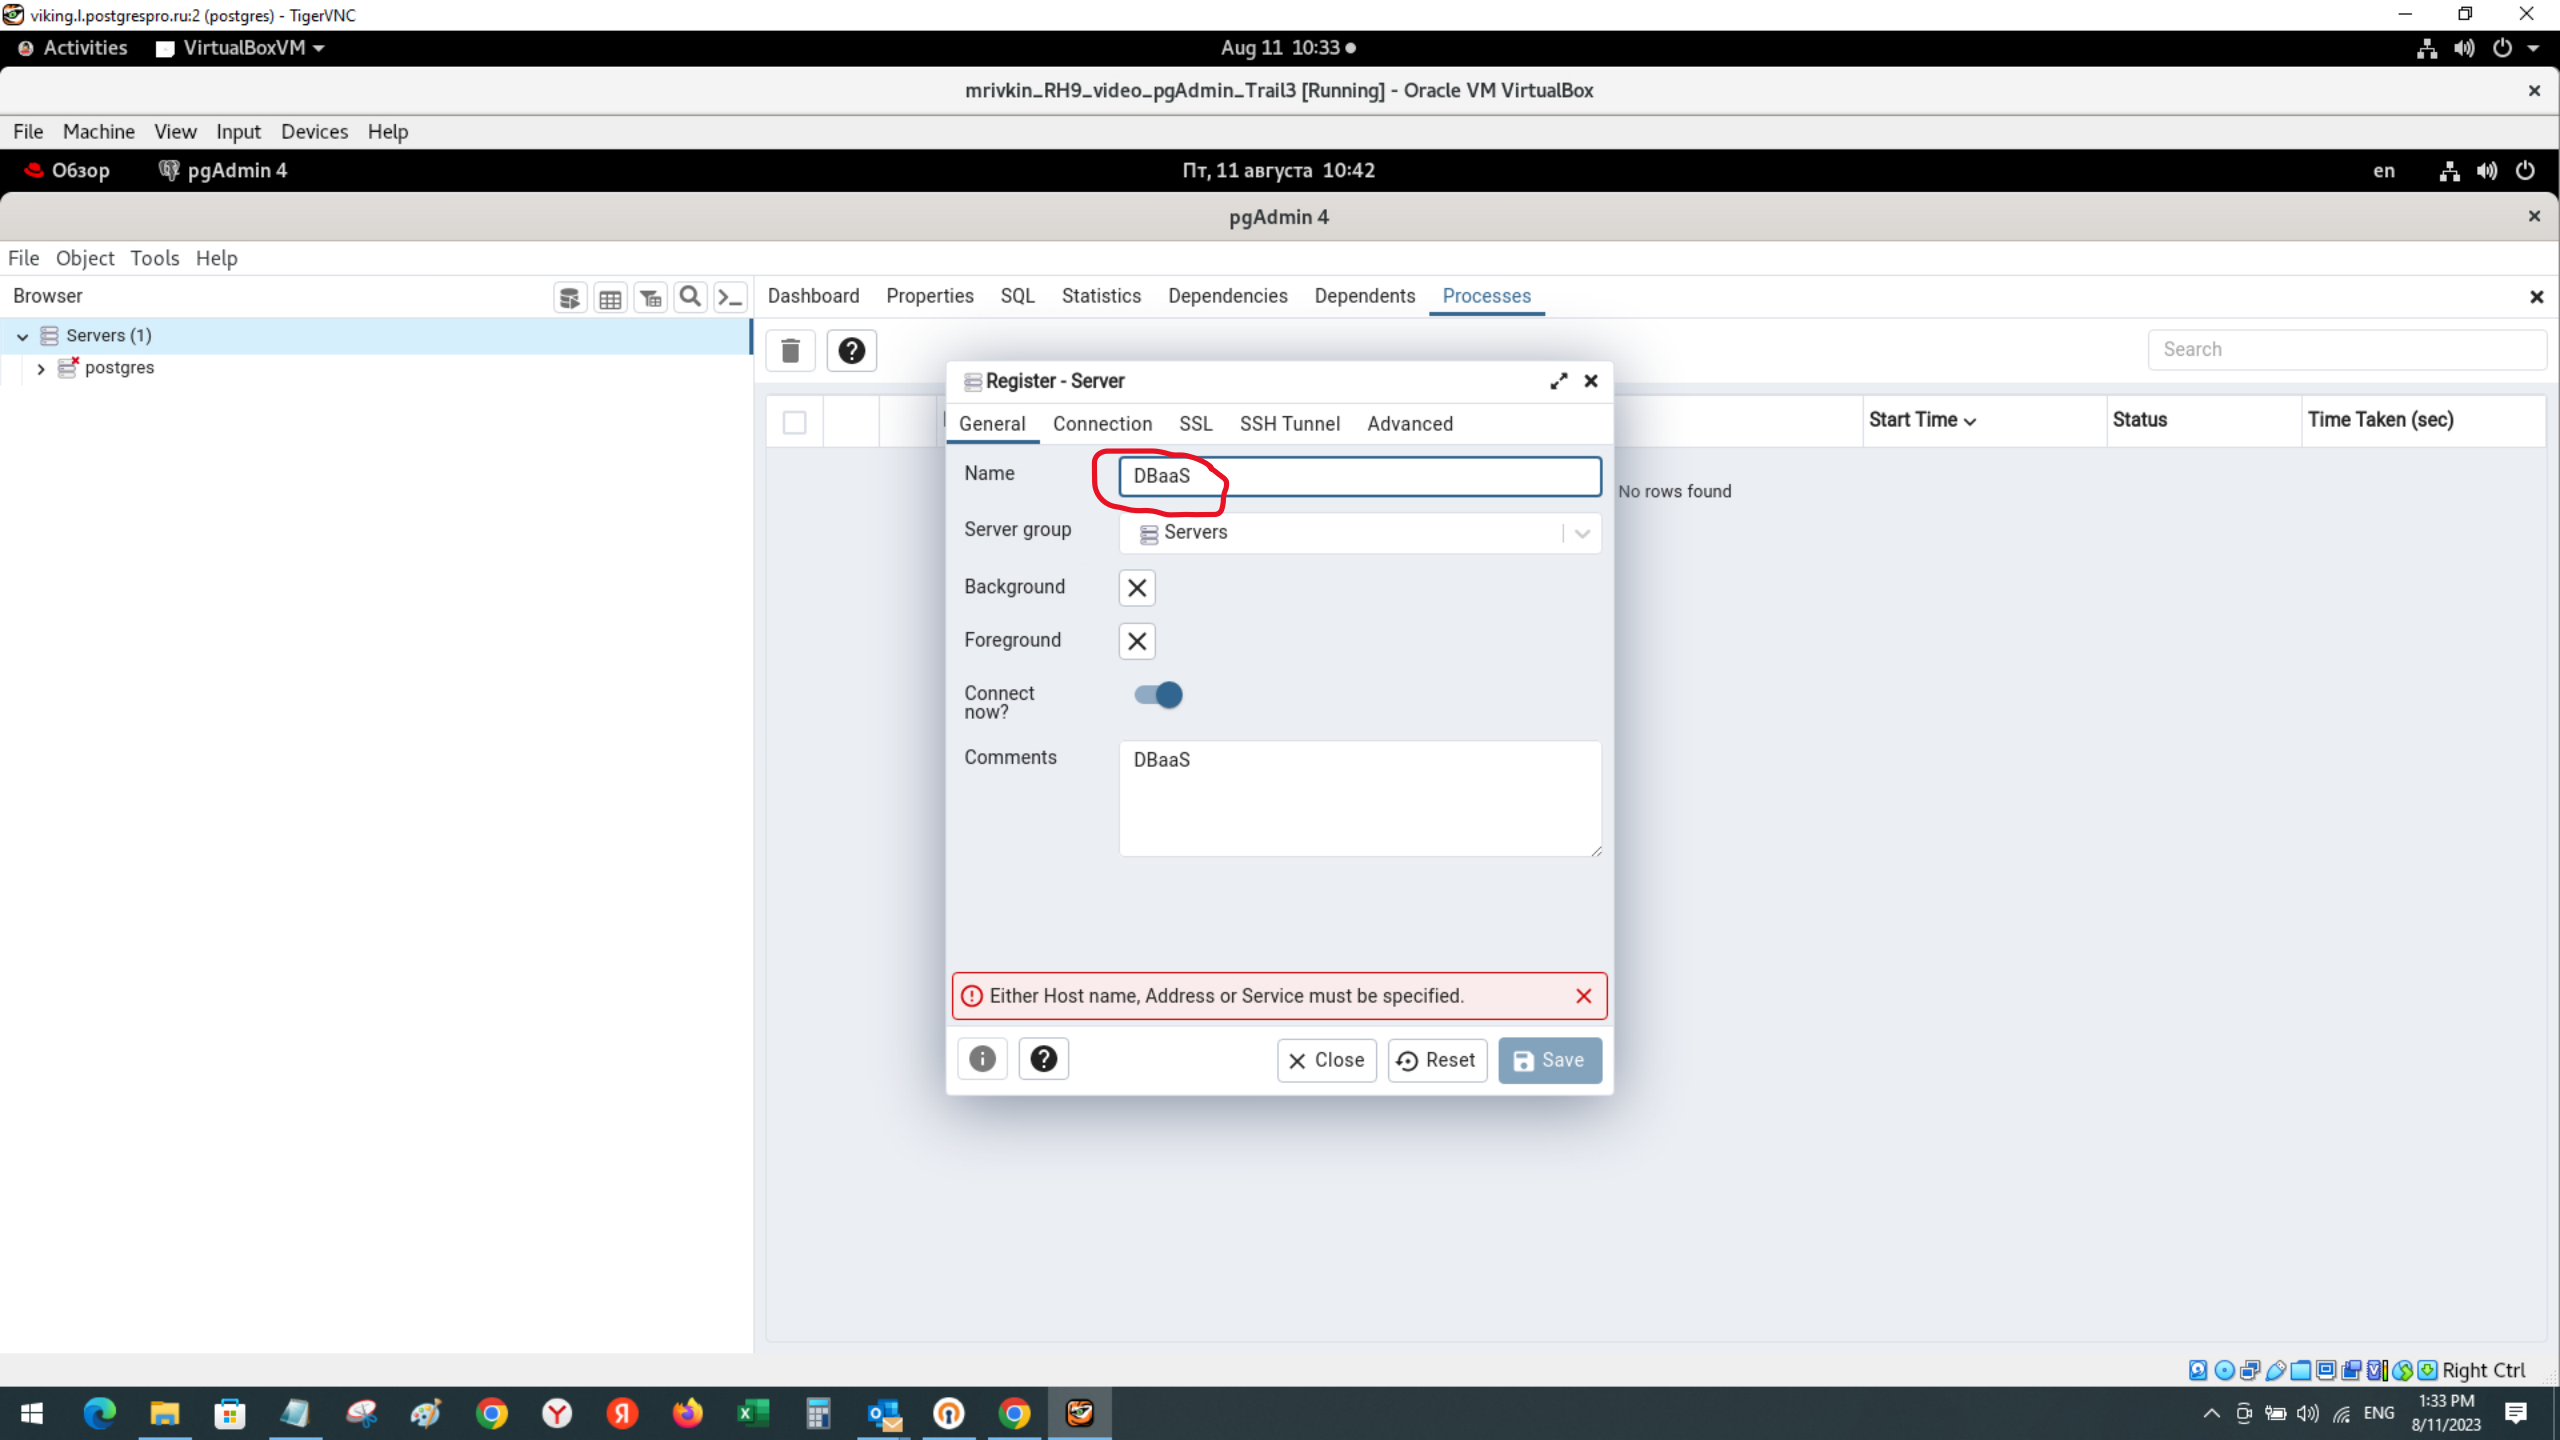 viking.l.postgrespro.ru:2 (postgres) - TigerVNC
Activities VirtualBoxVM Aug 11 10:33
mrivkin_RH9_video_pgAdmin_Trail3 [Running] - Oracle VM VirtualBox
File Machine View Input Devices Help
Обзор pgAdmin 4 Пт, 11 августа 10:42 en
pgAdmin 4
File Object Tools Help
Browser Dashboard Properties SQL Statistics Dependencies Dependents Processes
Servers (1)
postgres
Search
Register - Server
General Connection SSL SSH Tunnel Advanced
Start Time Status Time Taken (sec)
Name DBaaS
No rows found
Server group Servers
Background
Foreground
Connect
now?
Comments DBaaS
Either Host name, Address or Service must be specified.
Close Reset Save
Right Ctrl
ENG 1:33 PM
8/11/2023